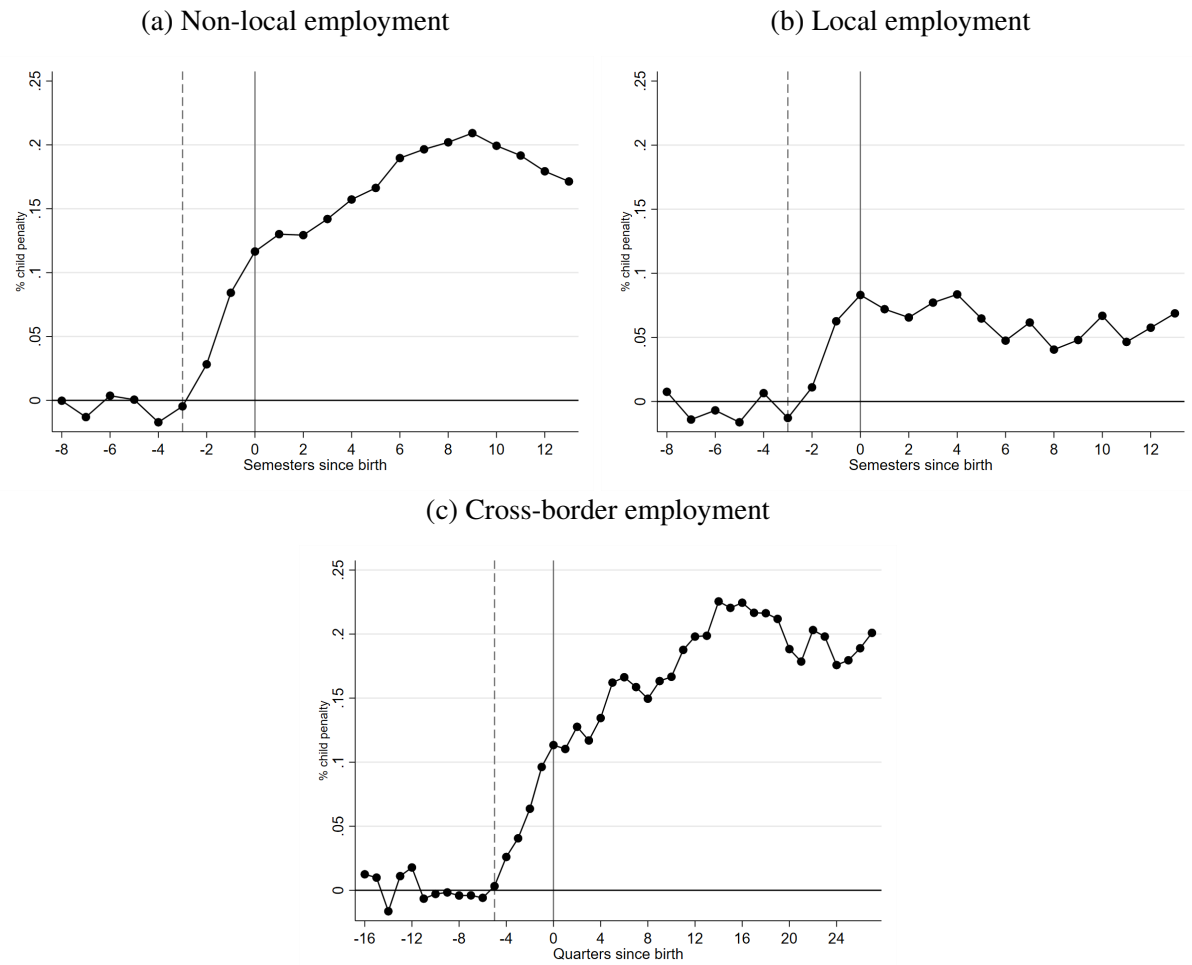 (a) Non-local employment
% child penalty
.25
.2
.15
.1
.05
0
-8 -6 -4 -2 0 2 4 6 8 10 12
Semesters since birth
(b) Local employment
% child penalty
.25
.2
.15
.1
.05
0
-8 -6 -4 -2 0 2 4 6 8 10 12
Semesters since birth
(c) Cross-border employment
% child penalty
.25
.2
.15
.1
.05
0
-16 -12 -8 -4 0 4 8 12 16 20 24
Quarters since birth